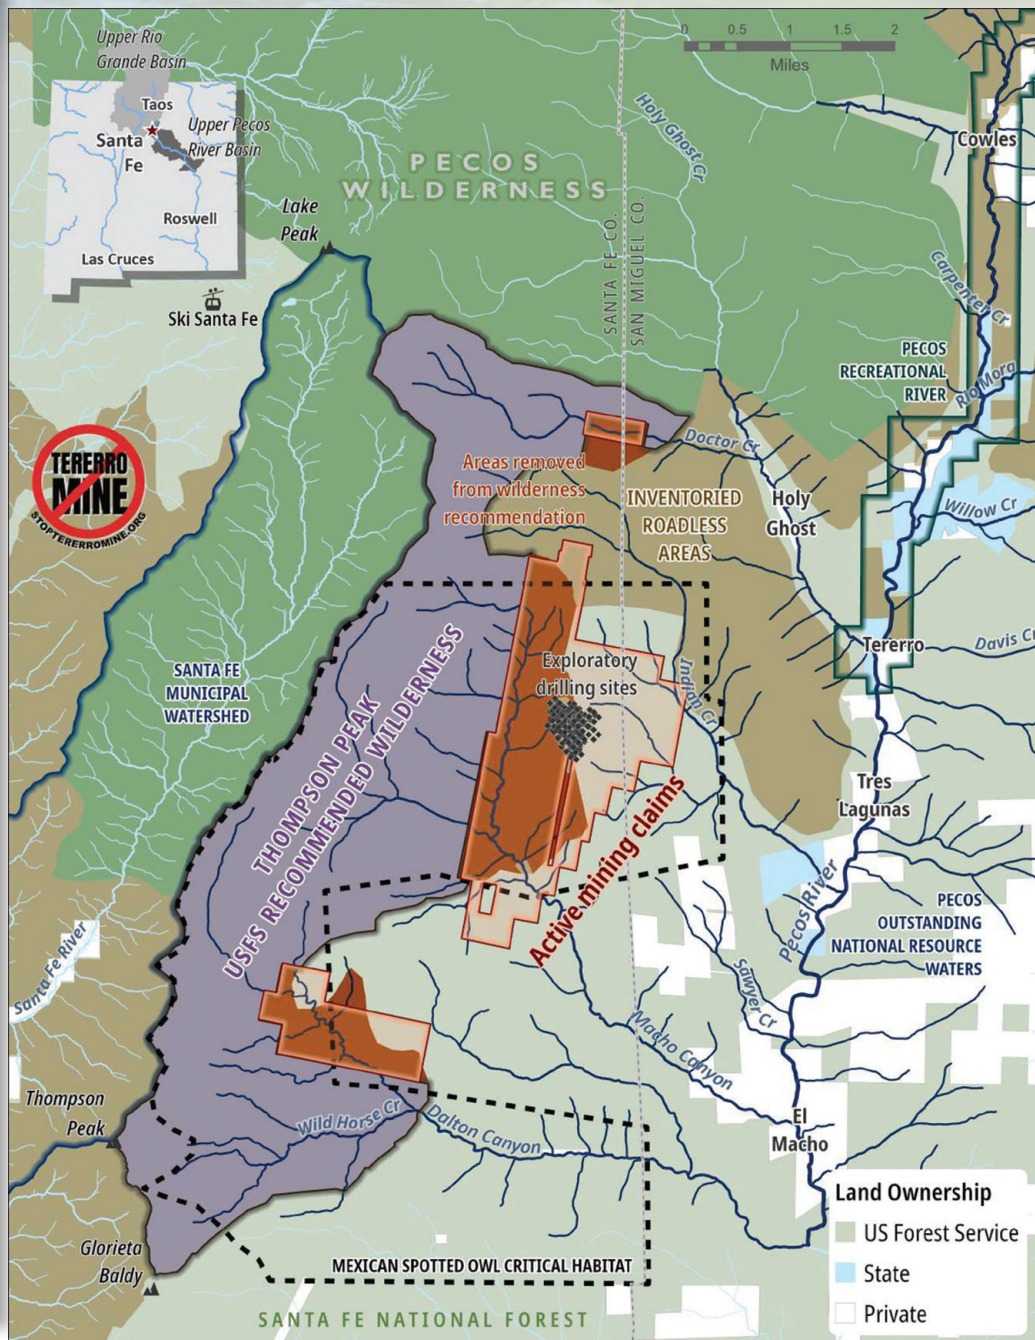 Upper Rio
Grande Basin
Taos
Santa
Fe
Upper Pecos
River Basin
Roswell
Las Cruces
0
0.5
1
1.5
2
Miles
Holy Ghost Cr
Cowles
PECOS
WILDERNESS
Lake
Peak
SANTA FE CO.
SAN MIGUEL CO.
Ski Santa Fe
Carpenter Cr
PECOS
RECREATIONAL
RIVER
Rio Mora
TERERRO
MINE
STOPTERERROMINE.ORG
Doctor Cr
Areas removed
from wilderness
recommendation
INVENTORIED
ROADLESS
AREAS
Holy
Ghost
Willow Cr
Tererro
Davis Cr
SANTA FE
MUNICIPAL
WATERSHED
THOMPSON PEAK
USFS RECOMMENDED WILDERNESS
Exploratory
drilling sites
Indian Cr
Tres
Lagunas
Active mining claims
Pecos River
PECOS
OUTSTANDING
NATIONAL RESOURCE
WATERS
Santa Fe River
Sawyer Cr
Macho Canyon
Thompson
Peak
Wild Horse Cr
Dalton Canyon
El
Macho
Glorieta
Baldy
MEXICAN SPOTTED OWL CRITICAL HABITAT
SANTA FE NATIONAL FOREST
Land Ownership
US Forest Service
State
Private